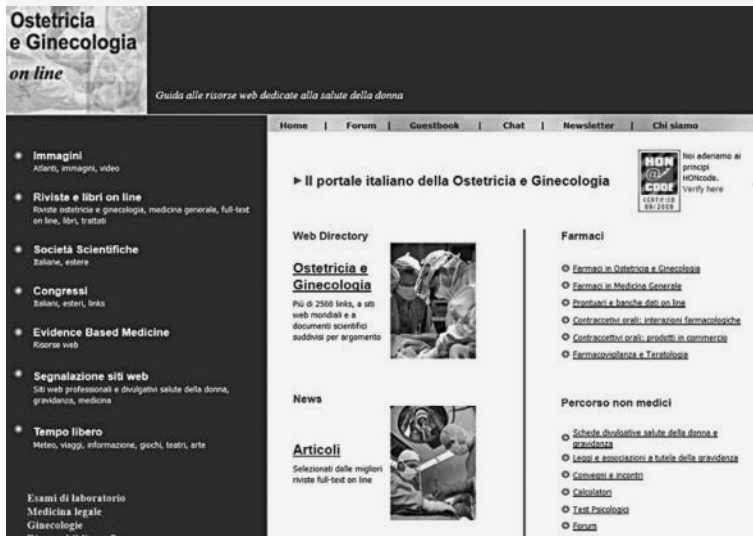 Ostetricia
e Ginecologia
on line
Guida alle risorse web dedicate alla salute della donna
Home | Forum | Guestbook | Chat | Newsletter | Chi siamo
Immagini
Atlanti, immagini, video
Riviste e libri on line
Riviste ostetricia e ginecologia, medicina generale, full-text
on line, libri, trattati
Società Scientifiche
Italiane, estere
Congressi
Italiani, esteri, links
Evidence Based Medicine
Risorse web
Segnalazione siti web
Siti web professionali e divulgativi salute della donna,
gravidanza, medicina
Tempo libero
Meteo, viaggi, informazione, giochi, teatri, arte
Esami di laboratorio
Medicina legale
Ginecologie
Il portale italiano della Ostetricia e Ginecologia
HON
@
CODE
CERTIFIED
Noi aderiamo ai
principi
HONcode.
Verify here
Web Directory
Ostetricia e
Ginecologia
Più di 2500 links, a siti
web mondiali e a
documenti scientifici
suddivisi per argomento
News
Articoli
Selezionati dalle migliori
riviste full-text on line
Farmaci
Farmaci in Ostetricia e Ginecologia
Farmaci in Medicina Generale
Prontuari e banche dati on line
Contraccettivi orali: interazioni farmacologiche
Contraccettivi orali: prodotti in commercio
Farmacovigilanza e Teratologia
Percorso non medici
Schede divulgative salute della donna e
gravidanza
Leggi e associazioni a tutela della gravidanza
Convegni e incontri
Calcolatori
Test Psicologici
Forum